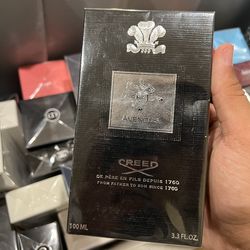 AVENTUS
CREED
DE PÈRE EN FILS DEPUIS 1760
FROM FATHER TO SON SINCE 1760
100 ML
3.3 FL.OZ.